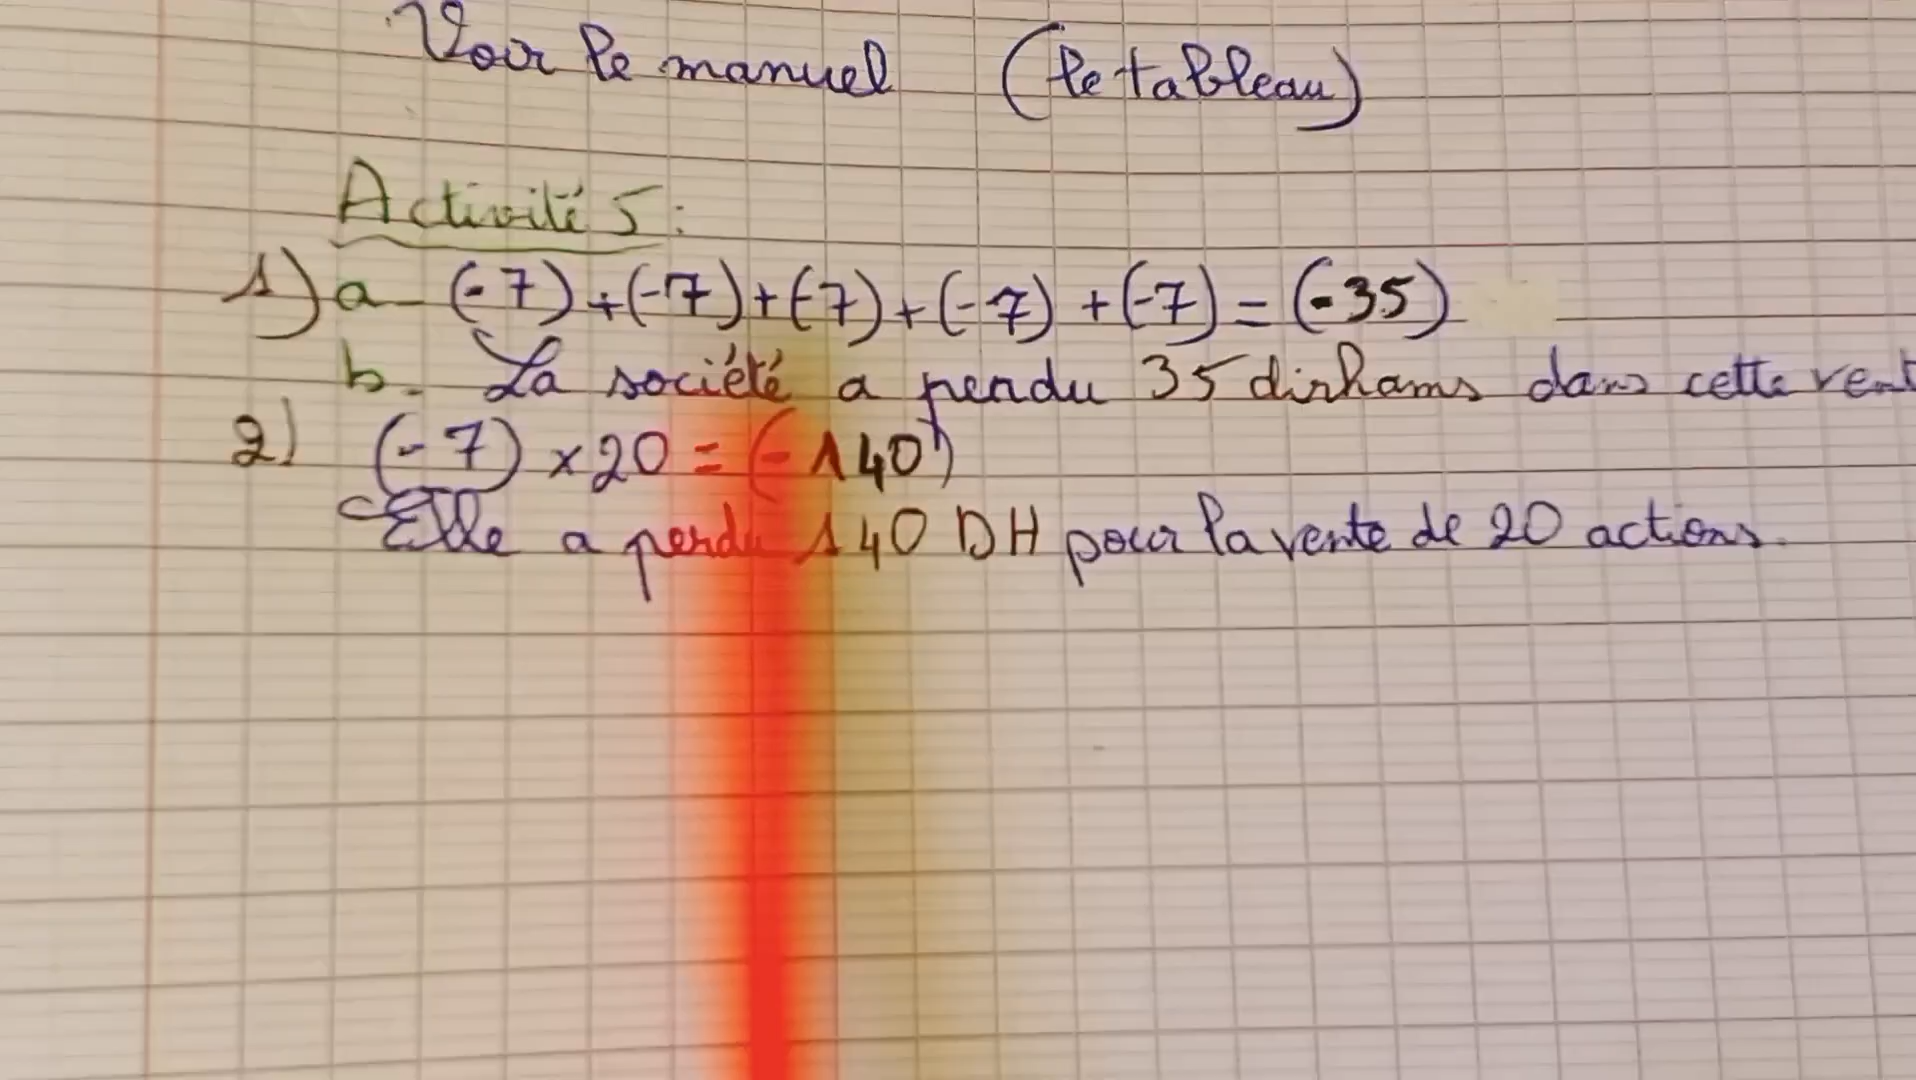 Voir le manuel (le tableau)
Activité 5 :
1) a - (-7) + (-7) + (-7) + (-7) + (-7) = (-35)
b - La société a perdu 35 dirhams dans cette vent
2) (-7) × 20 = (-140)
Elle a perdu 140 DH pour la vente de 20 actions.